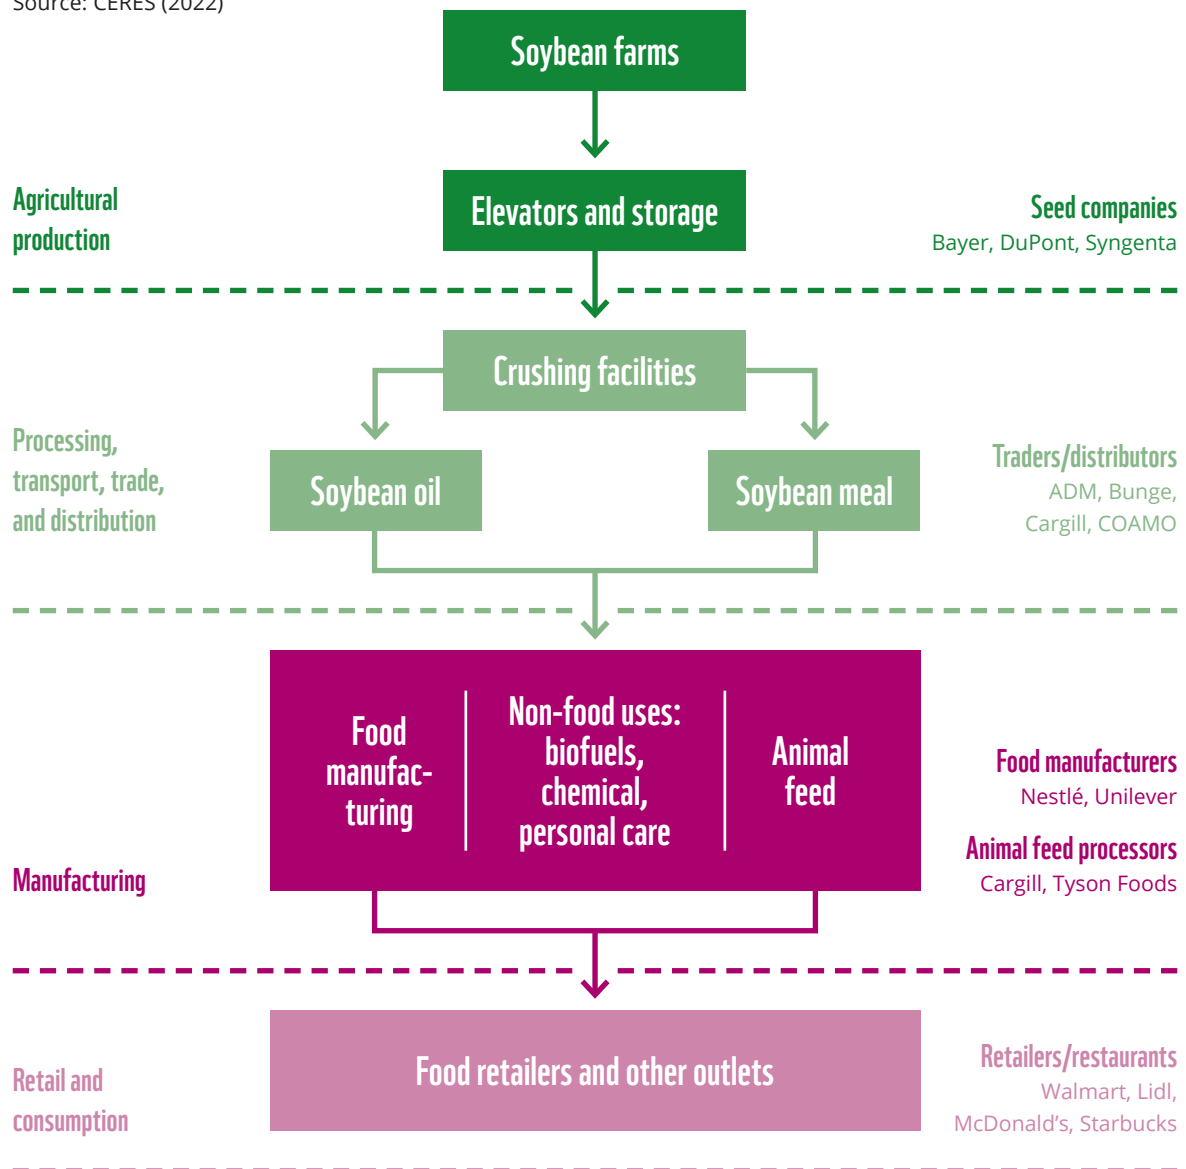 Source: CERES (2022)
Soybean farms
Agricultural
production
Elevators and storage
Seed companies
Bayer, DuPont, Syngenta
Crushing facilities
Processing,
transport, trade,
and distribution
Soybean oil
Soybean meal
Traders/distributors
ADM, Bunge,
Cargill, COAMO
Food
manufac-
turing
Non-food uses:
biofuels,
chemical,
personal care
Animal
feed
Food manufacturers
Nestlé, Unilever
Animal feed processors
Cargill, Tyson Foods
Manufacturing
Retail and
consumption
Food retailers and other outlets
Retailers/restaurants
Walmart, Lidl,
McDonald’s, Starbucks